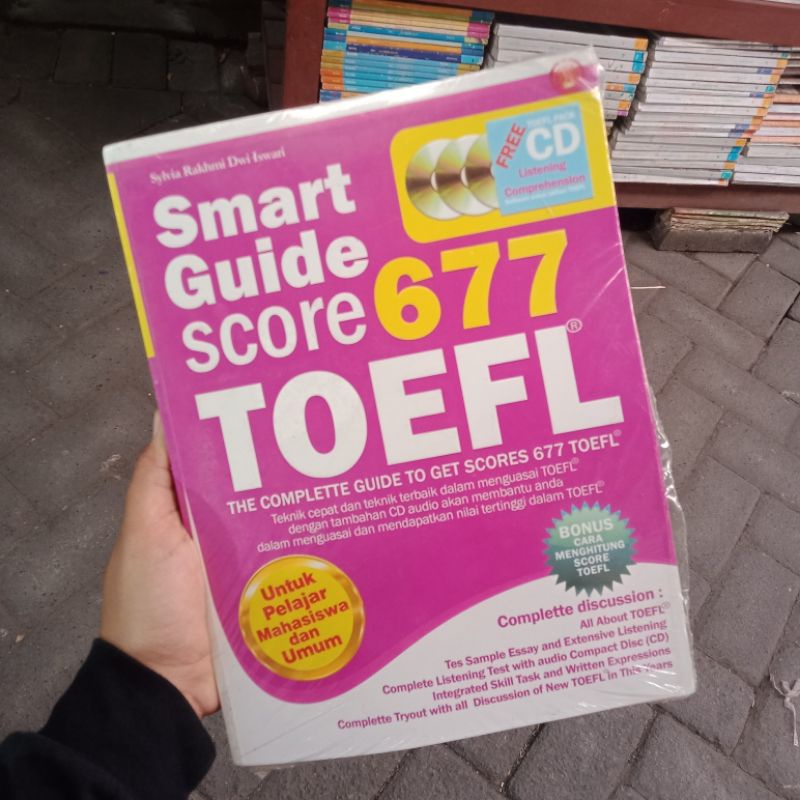 Sylvia Rakhmi Dwi Iswari
FREE
TOEFL PACK
CD
Listening
Comprehension
Smart
Guide
score 677
TOEFL®
THE COMPLETTE GUIDE TO GET SCORES 677 TOEFL®
Teknik cepat dan teknik terbaik dalam menguasai TOEFL®
dengan tambahan CD audio akan membantu anda
dalam menguasai dan mendapatkan nilai tertinggi dalam TOEFL®
BONUS
CARA
MENGHITUNG
SCORE
TOEFL
Untuk
Pelajar
Mahasiswa
dan
Umum
Complette discussion :
All About TOEFL®
Tes Sample Essay and Extensive Listening
Complete Listening Test with audio Compact Disc (CD)
Integrated Skill Task and Written Expressions
Complette Tryout with all Discussion of New TOEFL® in This Years